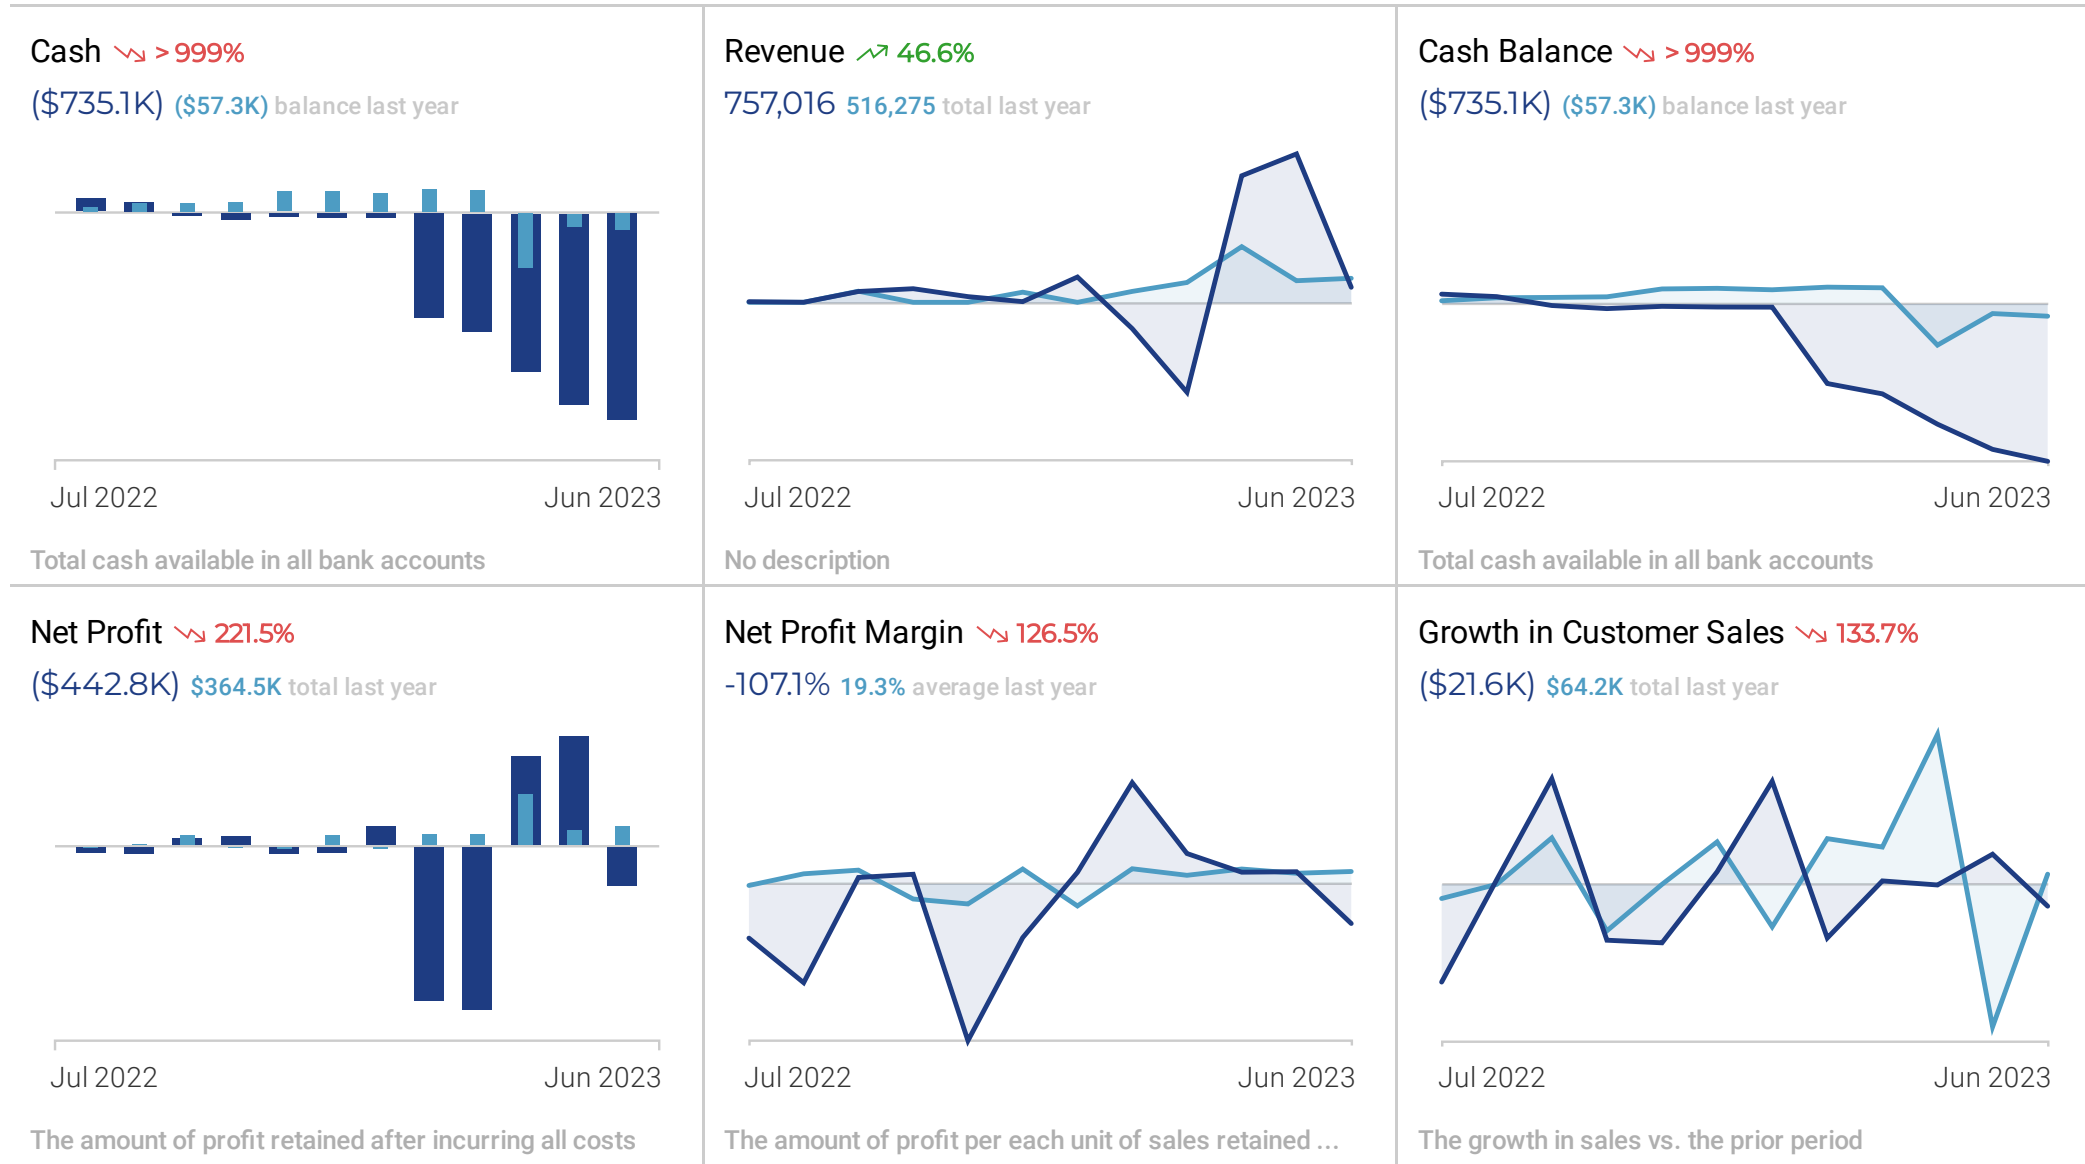 Cash > 999%
($735.1K) ($57.3K) balance last year
Jul 2022 Jun 2023
Total cash available in all bank accounts
Revenue 46.6%
757,016 516,275 total last year
Jul 2022 Jun 2023
No description
Cash Balance > 999%
($735.1K) ($57.3K) balance last year
Jul 2022 Jun 2023
Total cash available in all bank accounts
Net Profit 221.5%
($442.8K) $364.5K total last year
Jul 2022 Jun 2023
The amount of profit retained after incurring all costs
Net Profit Margin 126.5%
-107.1% 19.3% average last year
Jul 2022 Jun 2023
The amount of profit per each unit of sales retained ...
Growth in Customer Sales 133.7%
($21.6K) $64.2K total last year
Jul 2022 Jun 2023
The growth in sales vs. the prior period